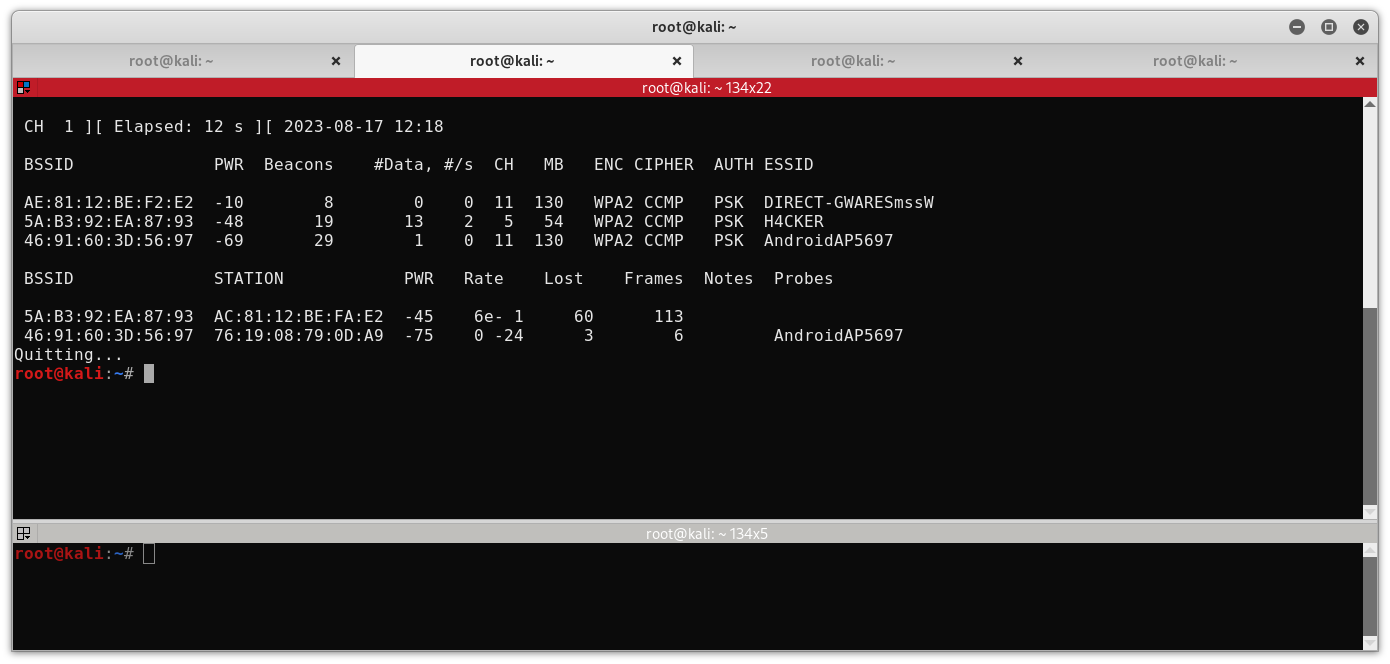 root@kali: ~
root@kali: ~ root@kali: ~ root@kali: ~ root@kali: ~
root@kali: ~ 134x22
CH  1 ][ Elapsed: 12 s ][ 2023-08-17 12:18
BSSID              PWR  Beacons    #Data, #/s  CH   MB   ENC CIPHER  AUTH ESSID
AE:81:12:BE:F2:E2  -10        8        0    0  11  130   WPA2 CCMP   PSK  DIRECT-GWARESmssW
5A:B3:92:EA:87:93  -48       19       13    2   5   54   WPA2 CCMP   PSK  H4CKER
46:91:60:3D:56:97  -69       29        1    0  11  130   WPA2 CCMP   PSK  AndroidAP5697
BSSID              STATION            PWR   Rate    Lost    Frames  Notes  Probes
5A:B3:92:EA:87:93  AC:81:12:BE:FA:E2  -45    6e- 1     60      113
46:91:60:3D:56:97  76:19:08:79:0D:A9  -75    0 -24      3        6         AndroidAP5697
Quitting...
root@kali:~#
root@kali: ~ 134x5
root@kali:~#